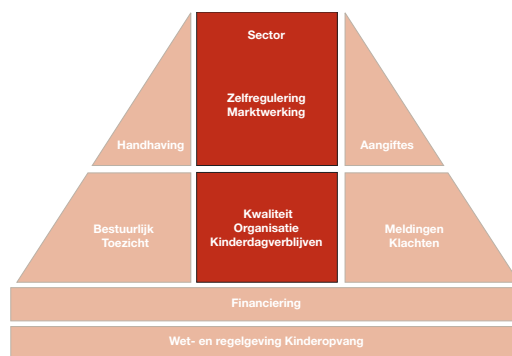 Sector
Zelfregulering
Marktwerking
Handhaving
Aangiftes
Bestuurlijk
Toezicht
Kwaliteit
Organisatie
Kinderdagverblijven
Meldingen
Klachten
Financiering
Wet- en regelgeving Kinderopvang